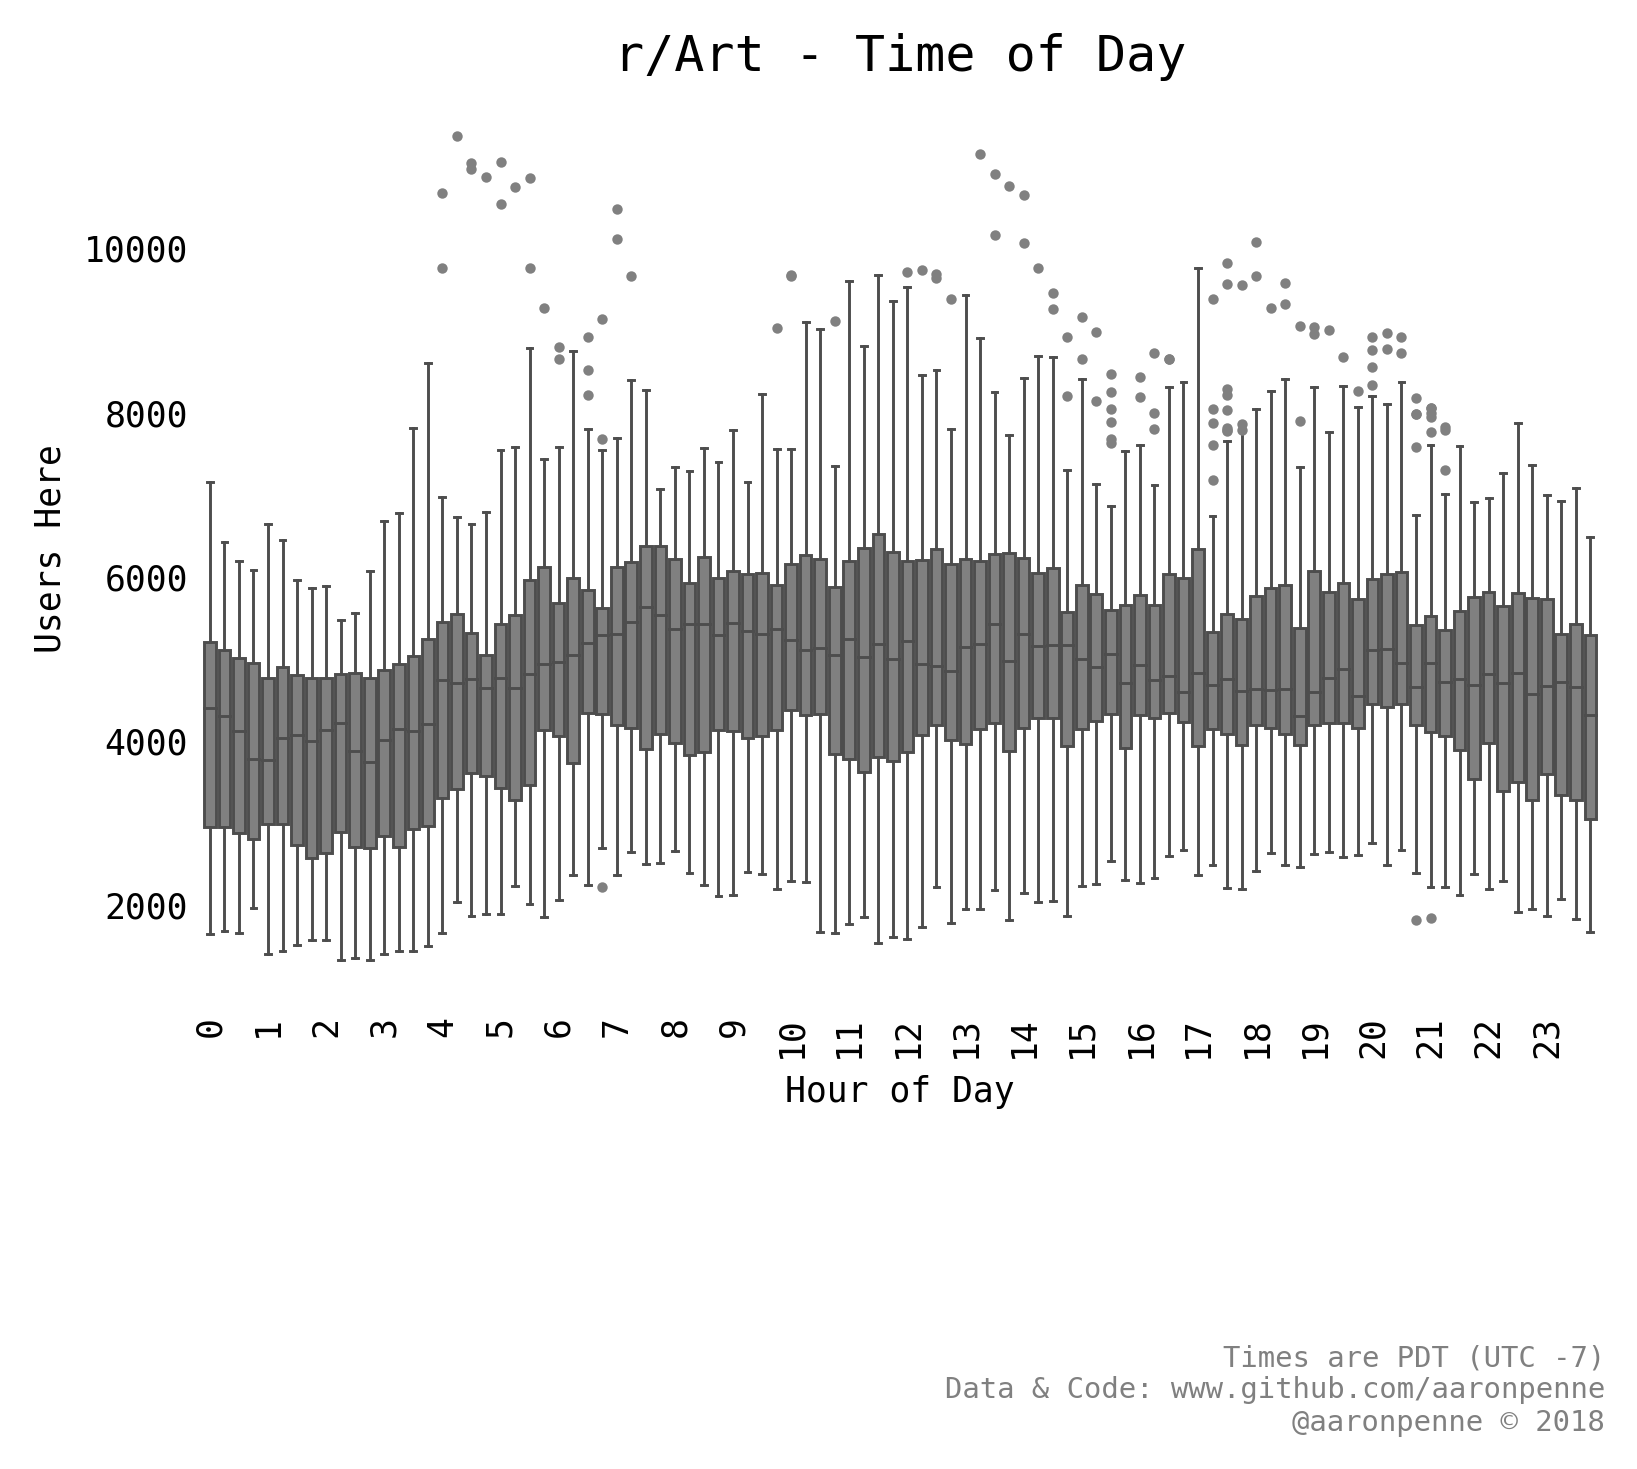 r/Art - Time of Day
Users Here
10000
8000
6000
4000
2000
0 1 2 3 4 5 6 7 8 9 10 11 12 13 14 15 16 17 18 19 20 21 22 23
Hour of Day
Times are PDT (UTC -7)
Data & Code: www.github.com/aaronpenne
@aaronpenne © 2018